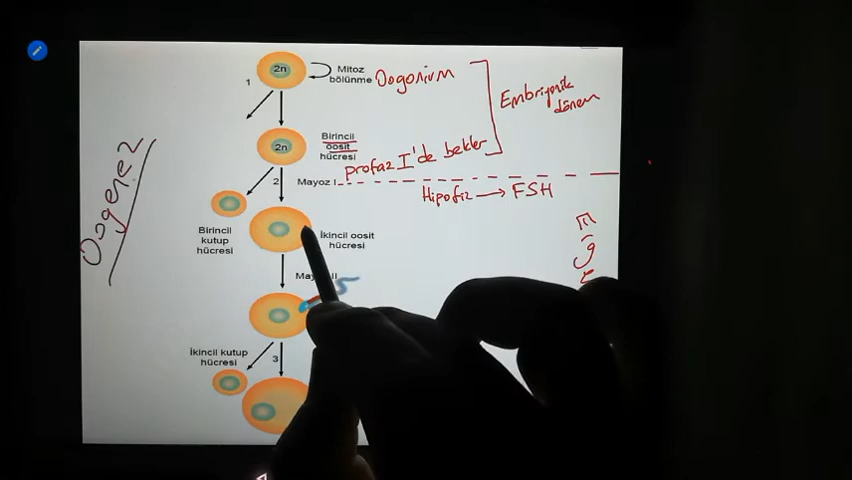 2n
Mitoz
bölünme
Oogonium
1
Embriyonik
dönem
2n
Birincil
oosit
hücresi
Profaz I'de bekler
2
Mayoz I
Hipofiz → FSH
Oogenez
Birincil
kutup
hücresi
İkincil oosit
hücresi
İkincil kutup
hücresi
3